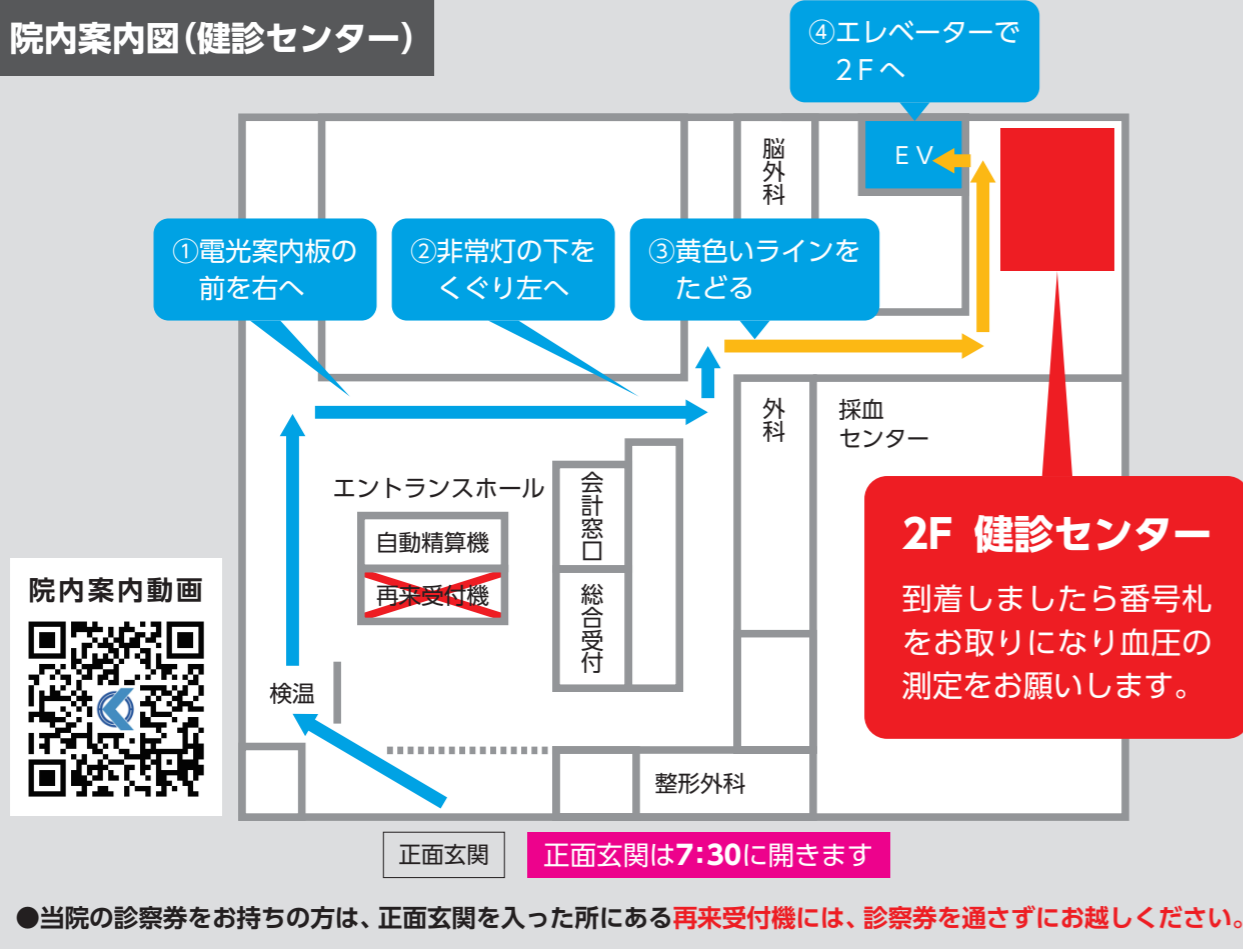 院内案内図(健診センター)
④エレベーターで
2Fへ
脳外科
EV
①電光案内板の
前を右へ
②非常灯の下を
くぐり左へ
③黄色いラインを
たどる
外科
採血
センター
エントランスホール
自動精算機
再来受付機
会計窓口
総合受付
2F 健診センター
到着しましたら番号札
をお取りになり血圧の
測定をお願いします。
院内案内動画
検温
整形外科
正面玄関
正面玄関は7:30に開きます
●当院の診察券をお持ちの方は、正面玄関を入った所にある再来受付機には、診察券を通さずにお越しください。